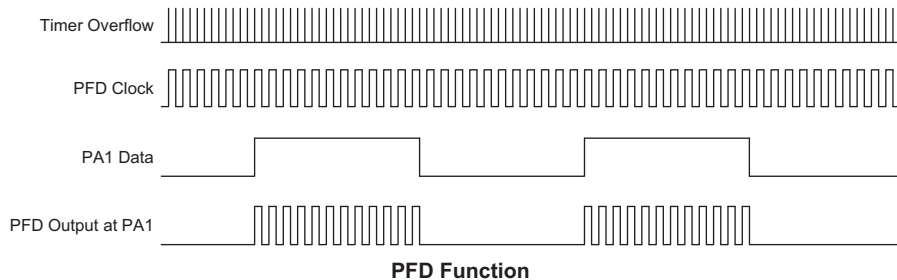 Timer Overflow
PFD Clock
PA1 Data
PFD Output at PA1
PFD Function